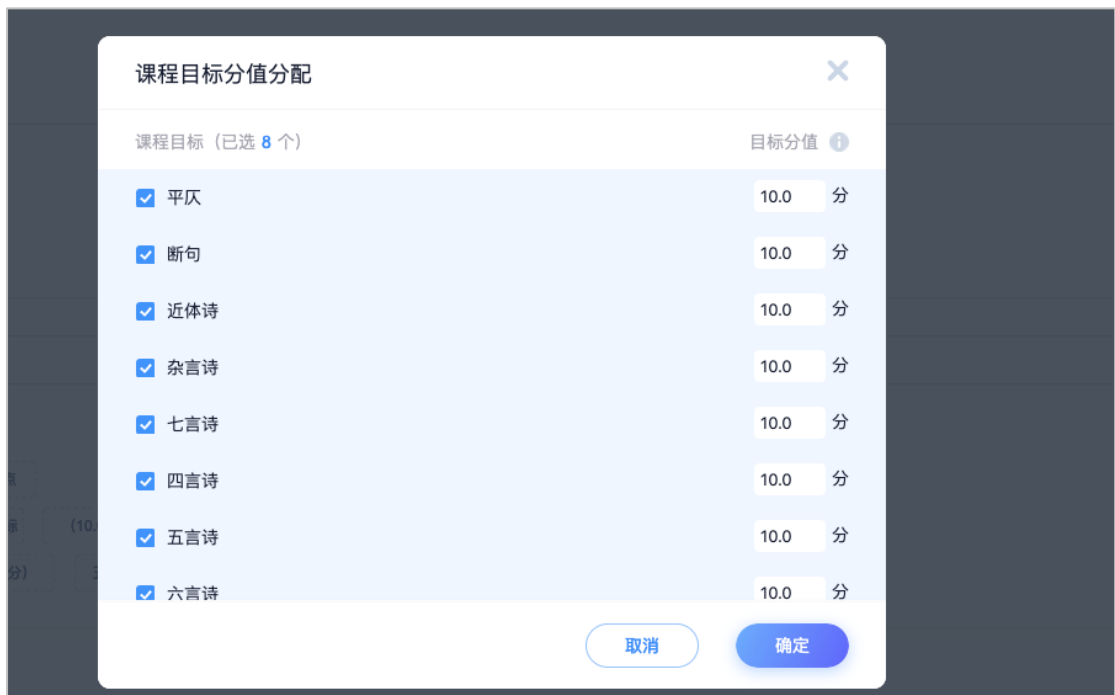 课程目标分值分配
课程目标（已选 8 个） 目标分值
平仄 10.0 分
断句 10.0 分
近体诗 10.0 分
杂言诗 10.0 分
七言诗 10.0 分
四言诗 10.0 分
五言诗 10.0 分
六言诗 10.0 分
(10.
分)
取消 确定